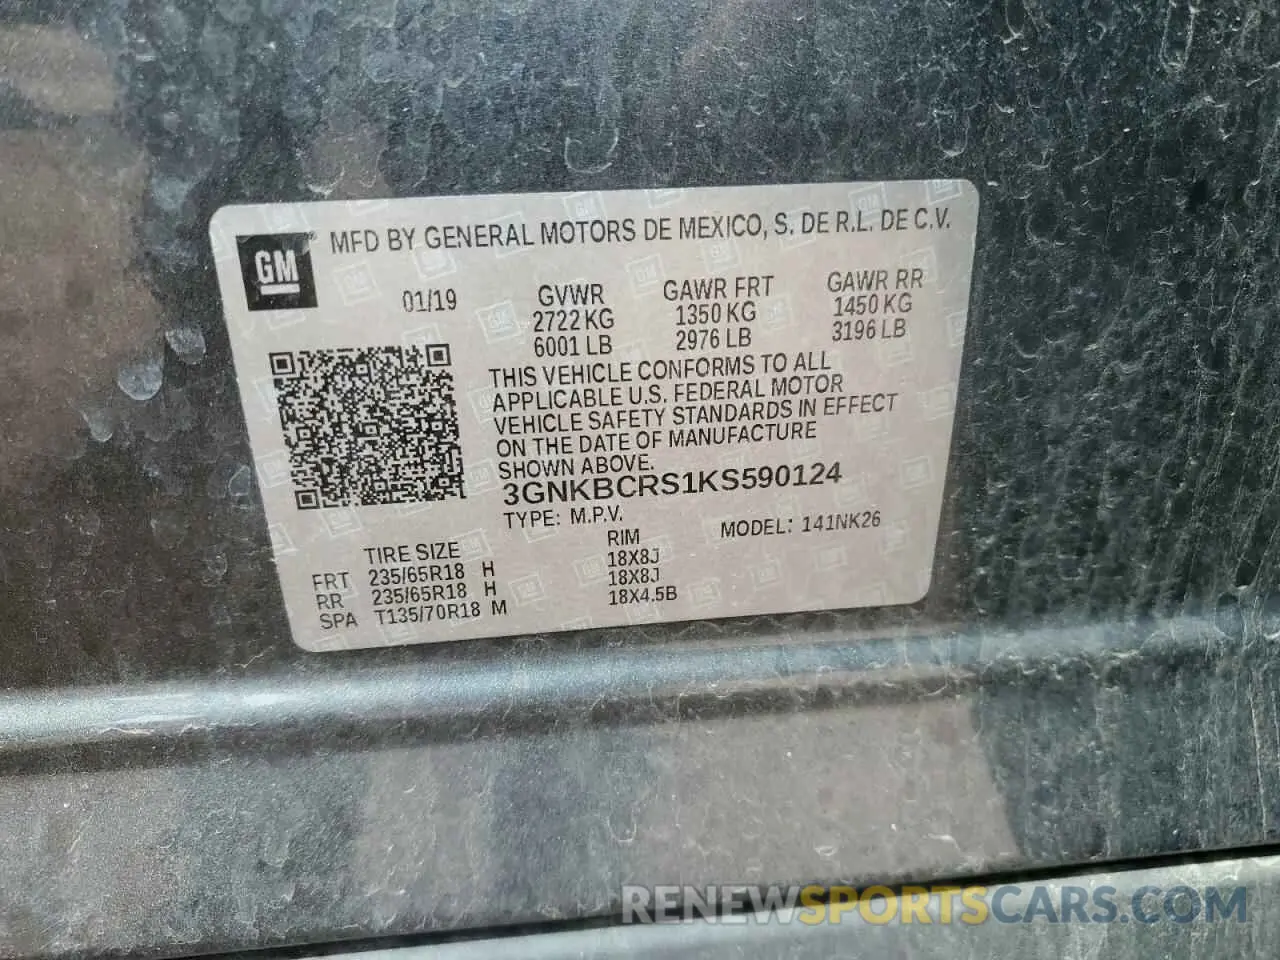 GM® MFD BY GENERAL MOTORS DE MEXICO, S. DE R.L. DE C.V.
01/19 GVWR GAWR FRT GAWR RR
2722 KG 1350 KG 1450 KG
6001 LB 2976 LB 3196 LB
THIS VEHICLE CONFORMS TO ALL
APPLICABLE U.S. FEDERAL MOTOR
VEHICLE SAFETY STANDARDS IN EFFECT
ON THE DATE OF MANUFACTURE
SHOWN ABOVE.
3GNKBCRS1KS590124
TYPE: M.P.V. MODEL: 141NK26
TIRE SIZE RIM
FRT 235/65R18 H 18X8J
RR 235/65R18 H 18X8J
SPA T135/70R18 M 18X4.5B
RENEWSPORTSCARS.COM